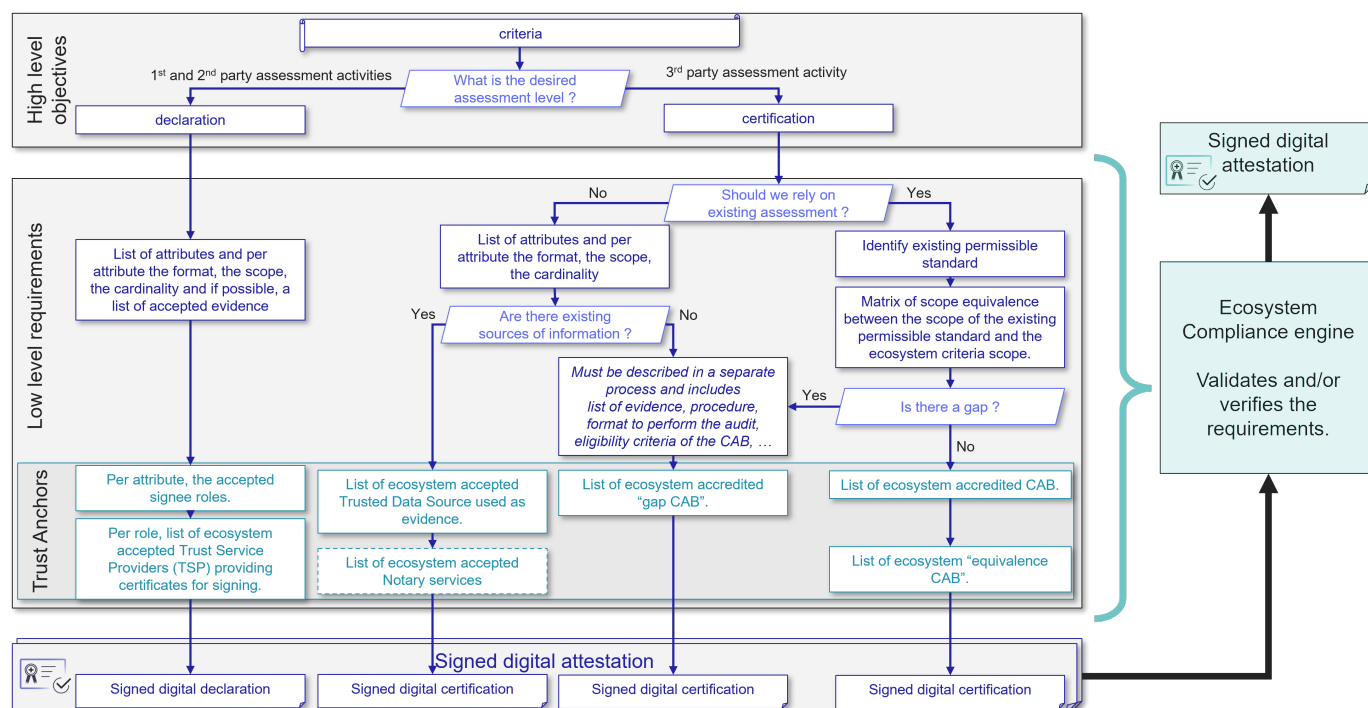 High level
objectives
criteria
1st and 2nd party assessment activities
What is the desired
assessment level ?
3rd party assessment activity
declaration
certification
Low level requirements
Should we rely on
existing assessment ?
No
Yes
List of attributes and per
attribute the format, the scope,
the cardinality and if possible, a
list of accepted evidence
List of attributes and per
attribute the format, the scope,
the cardinality
Identify existing permissible
standard
Are there existing
sources of information ?
Yes
No
Matrix of scope equivalence
between the scope of the existing
permissible standard and the
ecosystem criteria scope.
Must be described in a separate
process and includes
list of evidence, procedure,
format to perform the audit,
eligibility criteria of the CAB, …
Yes
Is there a gap ?
No
Trust Anchors
Per attribute, the accepted
signee roles.
Per role, list of ecosystem
accepted Trust Service
Providers (TSP) providing
certificates for signing.
List of ecosystem accepted
Trusted Data Source used as
evidence.
List of ecosystem accepted
Notary services
List of ecosystem accredited
“gap CAB”.
List of ecosystem accredited CAB.
List of ecosystem “equivalence
CAB”.
Signed digital attestation
Signed digital declaration
Signed digital certification
Signed digital certification
Signed digital certification
Signed digital
attestation
Ecosystem
Compliance engine
Validates and/or
verifies the
requirements.